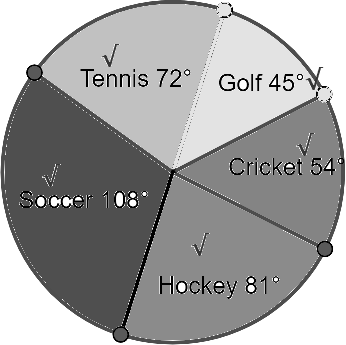 Tennis 72°
Golf 45°
Cricket 54°
Soccer 108°
Hockey 81°